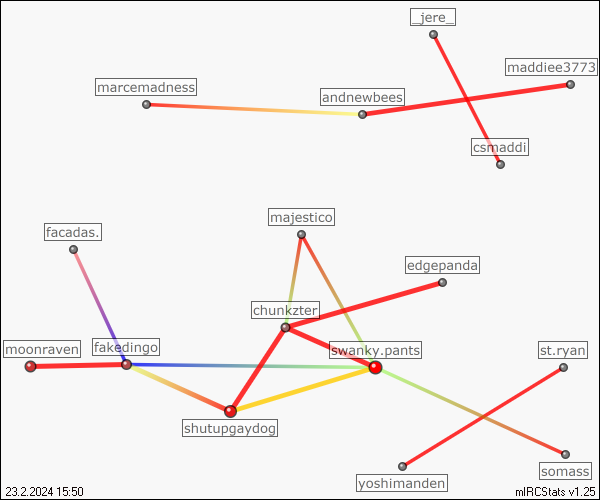 _jere_
maddiee3773
marcemadness
andnewbees
csmaddi
majestico
facadas.
edgepanda
chunkzter
moonraven
fakedingo
swanky.pants
st.ryan
shutupgaydog
somass
yoshimanden
23.2.2024 15:50
mIRCStats v1.25